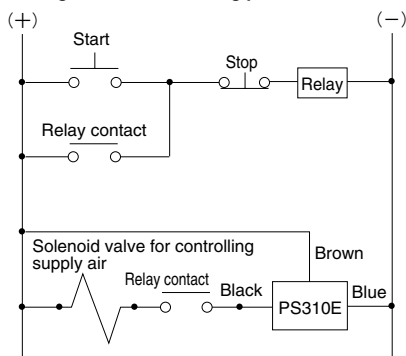 (+)
(−)
Start
Stop
Relay
Relay contact
Solenoid valve for controlling
supply air
Brown
Relay contact
Black
PS310E
Blue